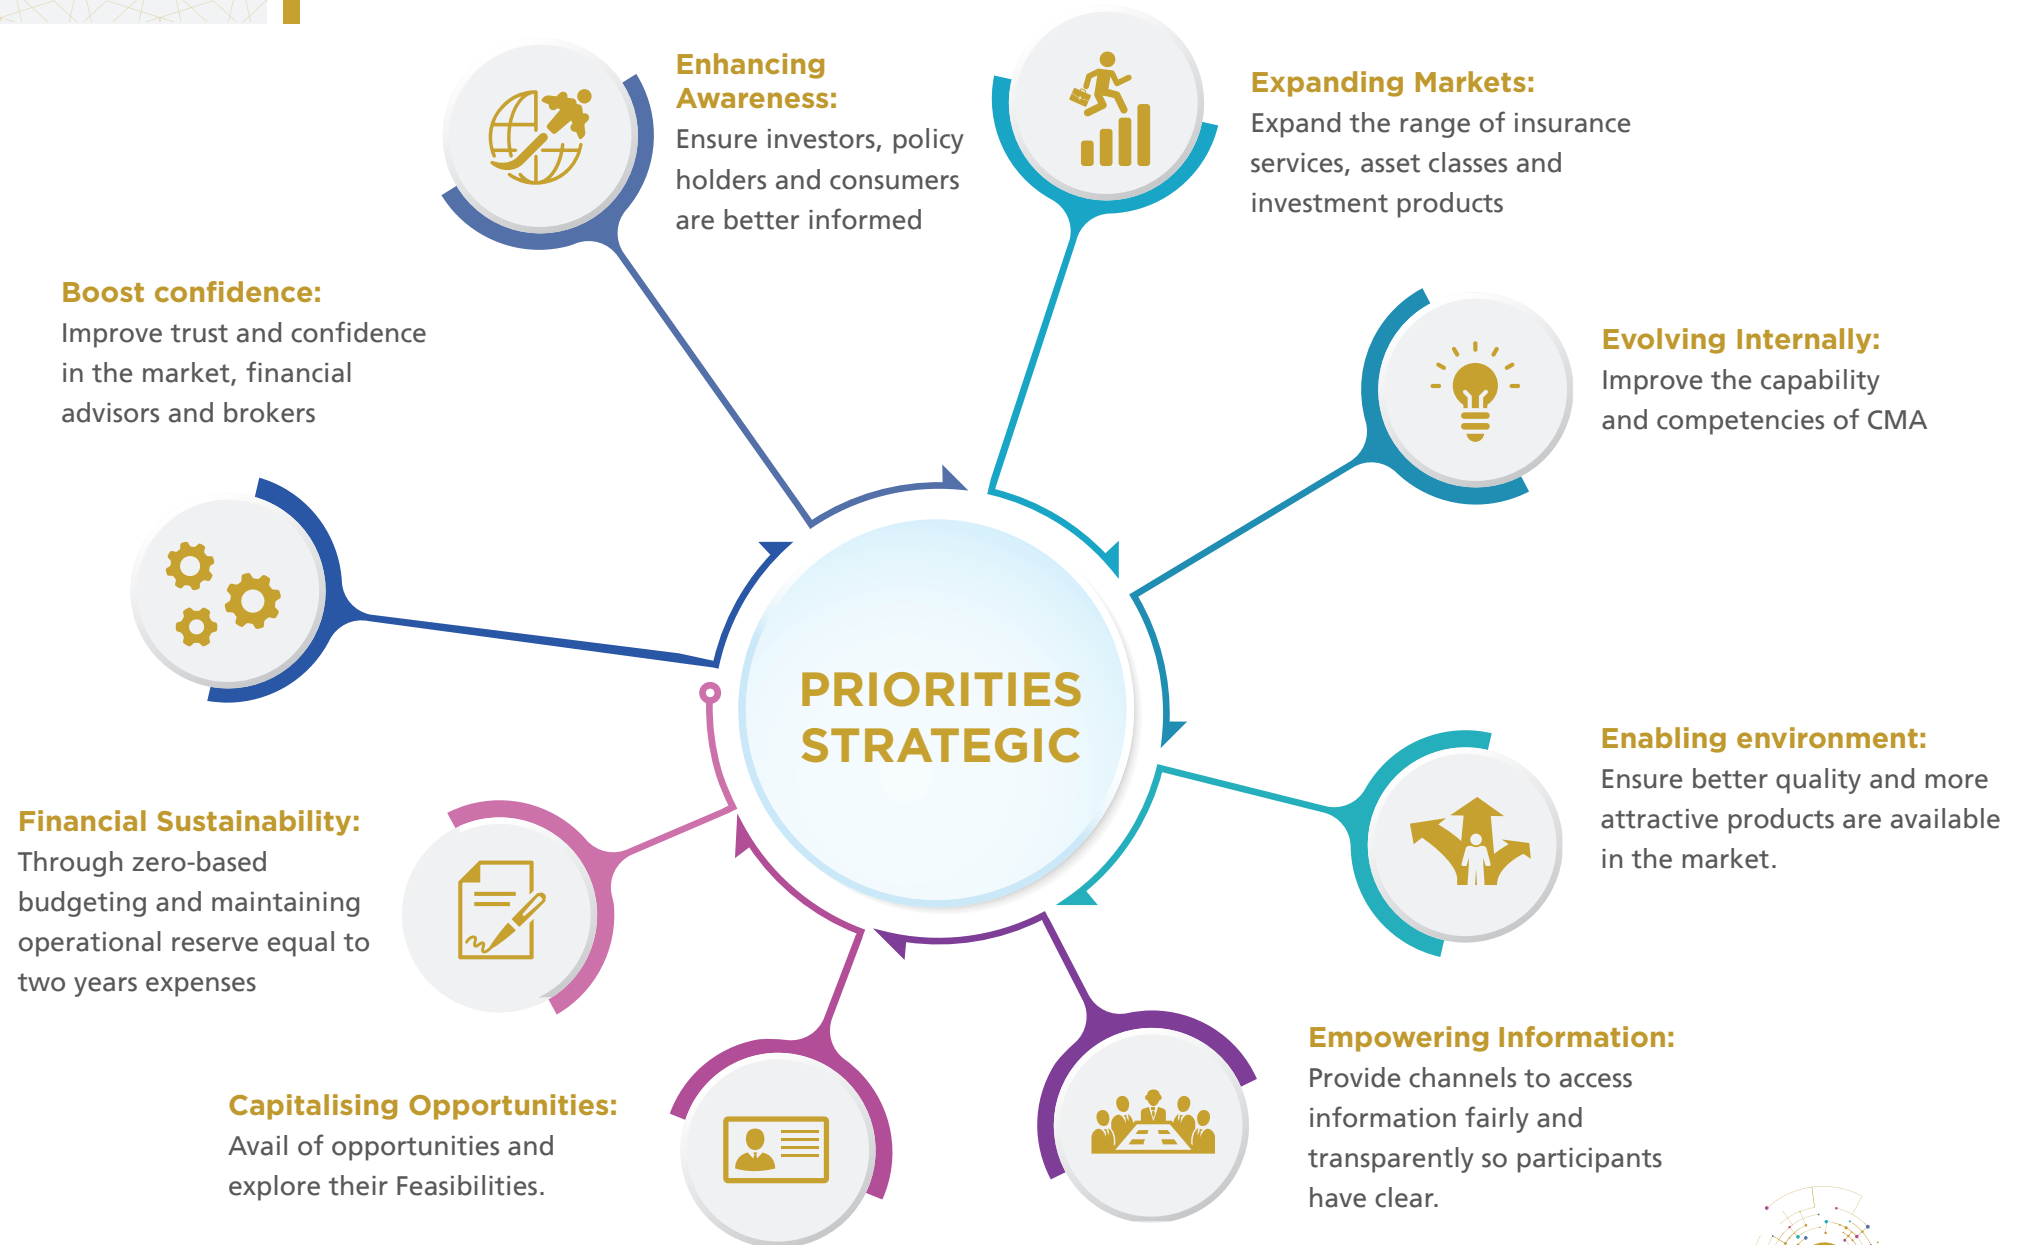 Enhancing
Awareness:
Ensure investors, policy
holders and consumers
are better informed
Expanding Markets:
Expand the range of insurance
services, asset classes and
investment products
Boost confidence:
Improve trust and confidence
in the market, financial
advisors and brokers
Evolving Internally:
Improve the capability
and competencies of CMA
PRIORITIES
STRATEGIC
Enabling environment:
Ensure better quality and more
attractive products are available
in the market.
Financial Sustainability:
Through zero-based
budgeting and maintaining
operational reserve equal to
two years expenses
Empowering Information:
Provide channels to access
information fairly and
transparently so participants
have clear.
Capitalising Opportunities:
Avail of opportunities and
explore their Feasibilities.